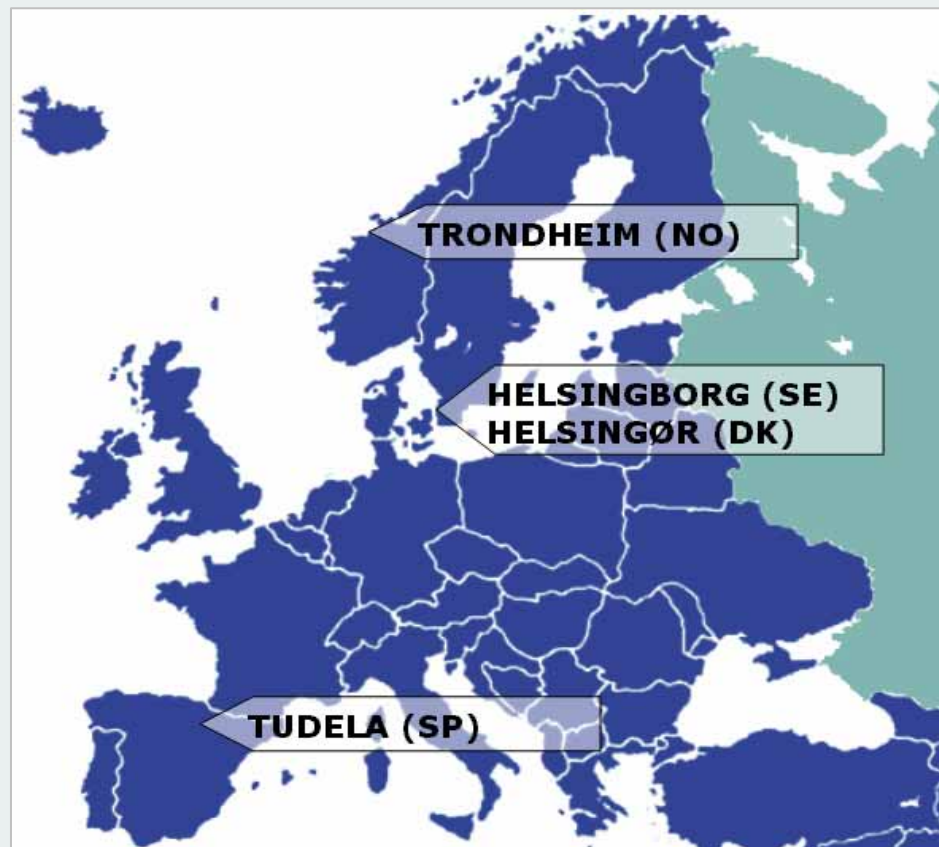 TRONDHEIM (NO)
HELSINGBORG (SE)
HELSINGØR (DK)
TUDELA (SP)